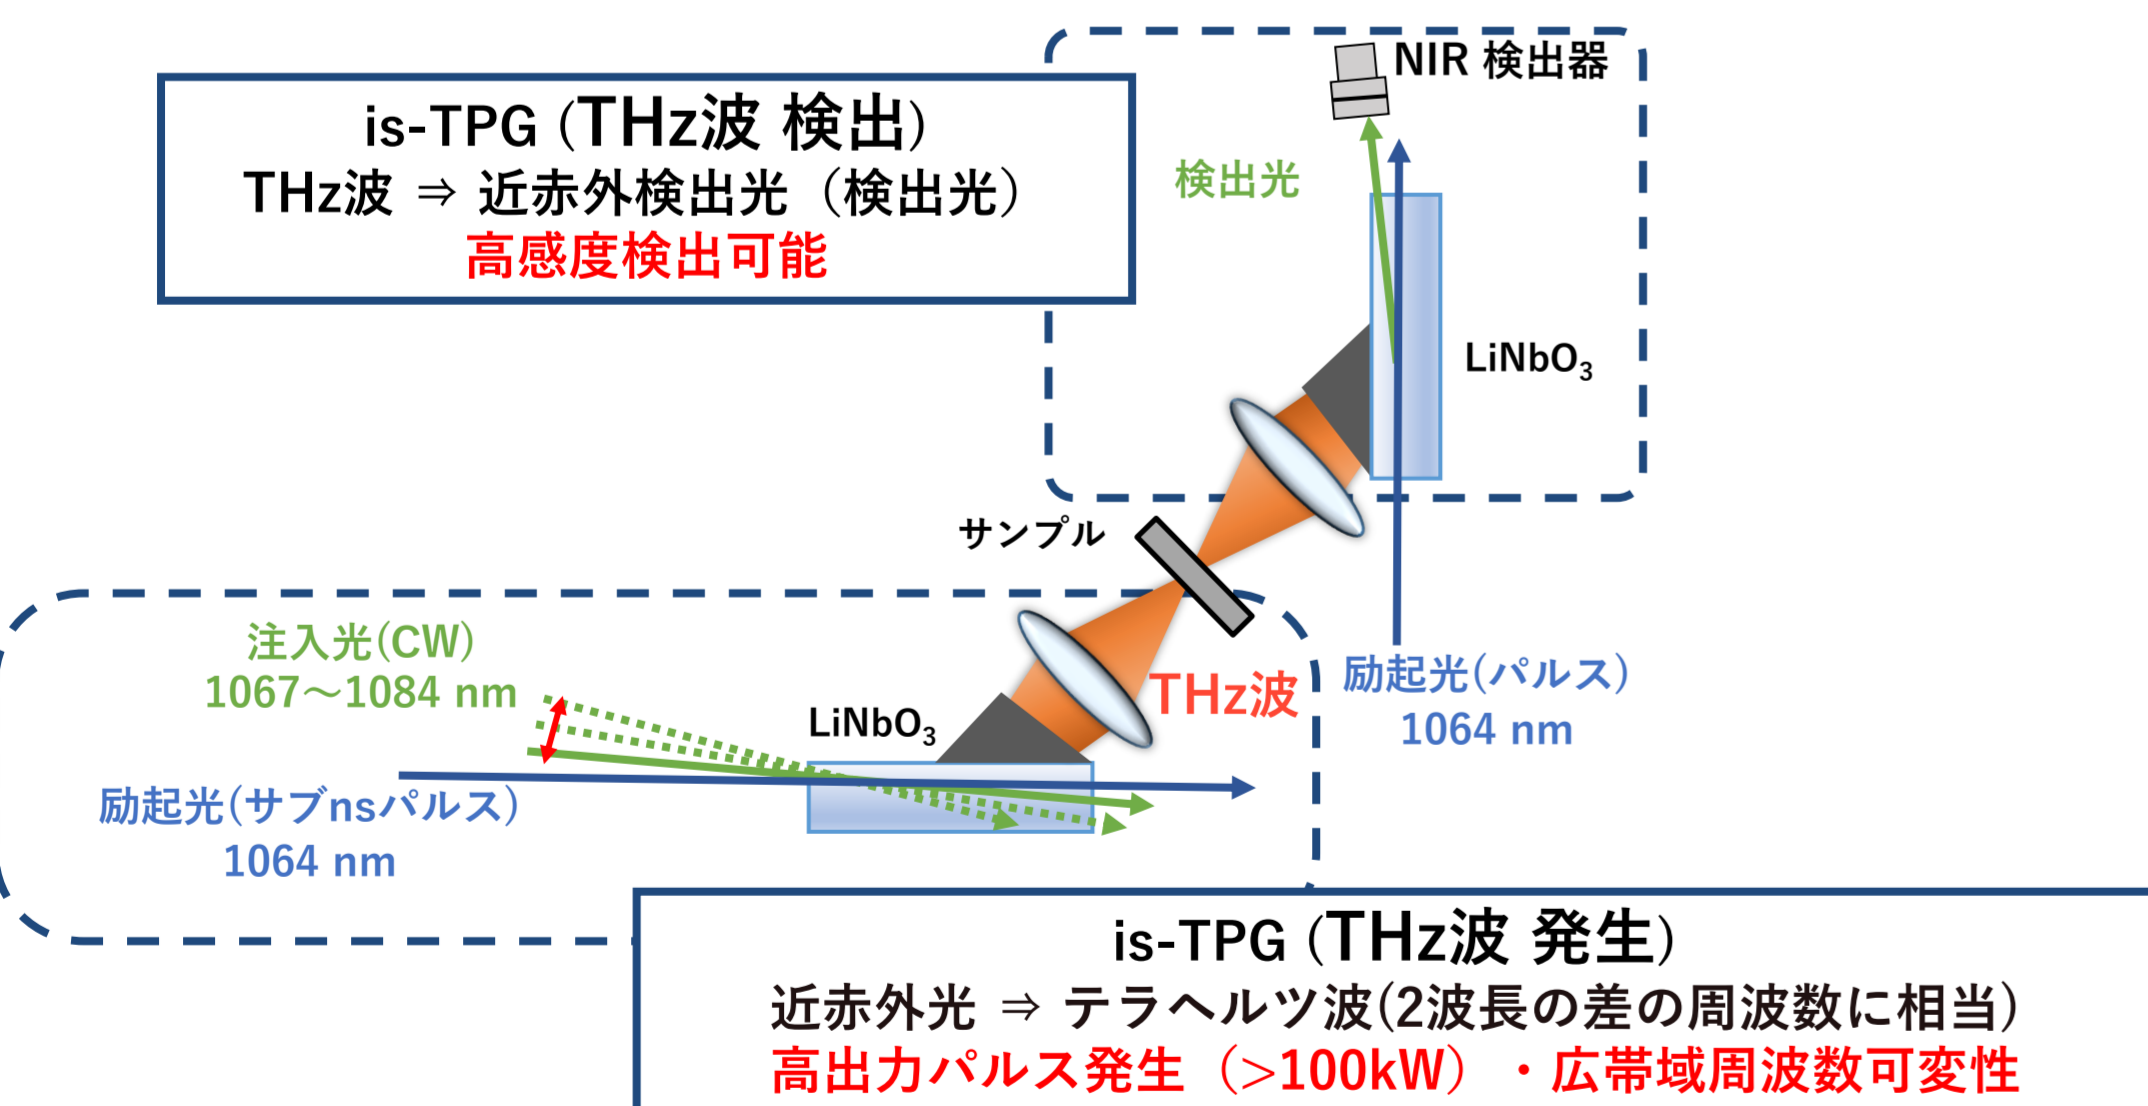 NIR 検出器
is-TPG (THz波 検出)
THz波 ⇒ 近赤外検出光（検出光）
高感度検出可能
検出光
LiNbO₃
サンプル
注入光(CW)
1067～1084 nm
THz波
励起光(パルス)
1064 nm
LiNbO₃
励起光(サブnsパルス)
1064 nm
is-TPG (THz波 発生)
近赤外光 ⇒ テラヘルツ波(2波長の差の周波数に相当)
高出力パルス発生（>100kW）・広帯域周波数可変性